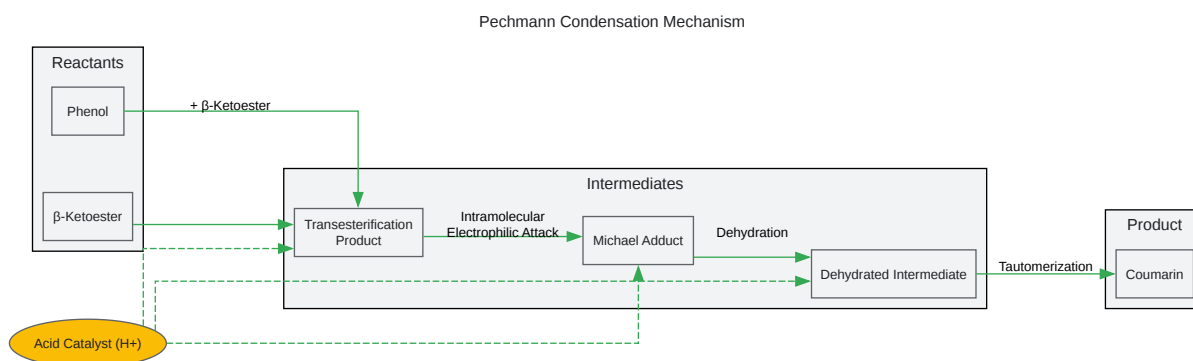 Pechmann Condensation Mechanism
Reactants
Phenol
+ β-Ketoester
β-Ketoester
Intermediates
Transesterification
Product
Intramolecular
Electrophilic Attack
Michael Adduct
Dehydration
Dehydrated Intermediate
Tautomerization
Product
Coumarin
Acid Catalyst (H+)